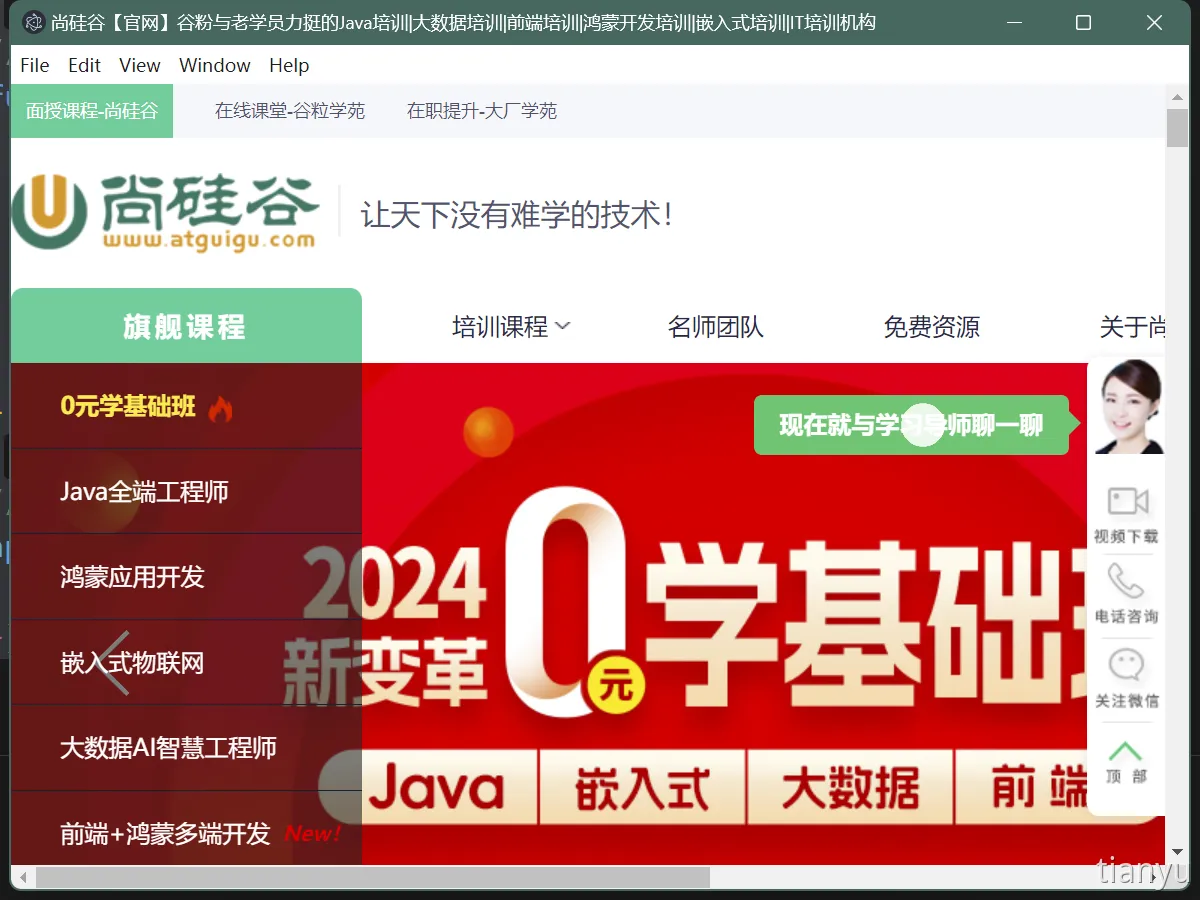 尚硅谷【官网】谷粉与老学员力挺的Java培训|大数据培训|前端培训|鸿蒙开发培训|嵌入式培训|IT培训机构
File Edit View Window Help
面授课程-尚硅谷 在线课堂-谷粒学苑 在职提升-大厂学苑
尚硅谷
www.atguigu.com
让天下没有难学的技术！
旗舰课程 培训课程 名师团队 免费资源 关于尚
0元学基础班
现在就与学习导师聊一聊
Java全端工程师
视频下载
鸿蒙应用开发
2024
新变革
0元
学基础
电话咨询
嵌入式物联网
关注微信
大数据AI智慧工程师
顶 部
Java 嵌入式 大数据 前 端
前端+鸿蒙多端开发 New!
tianyu